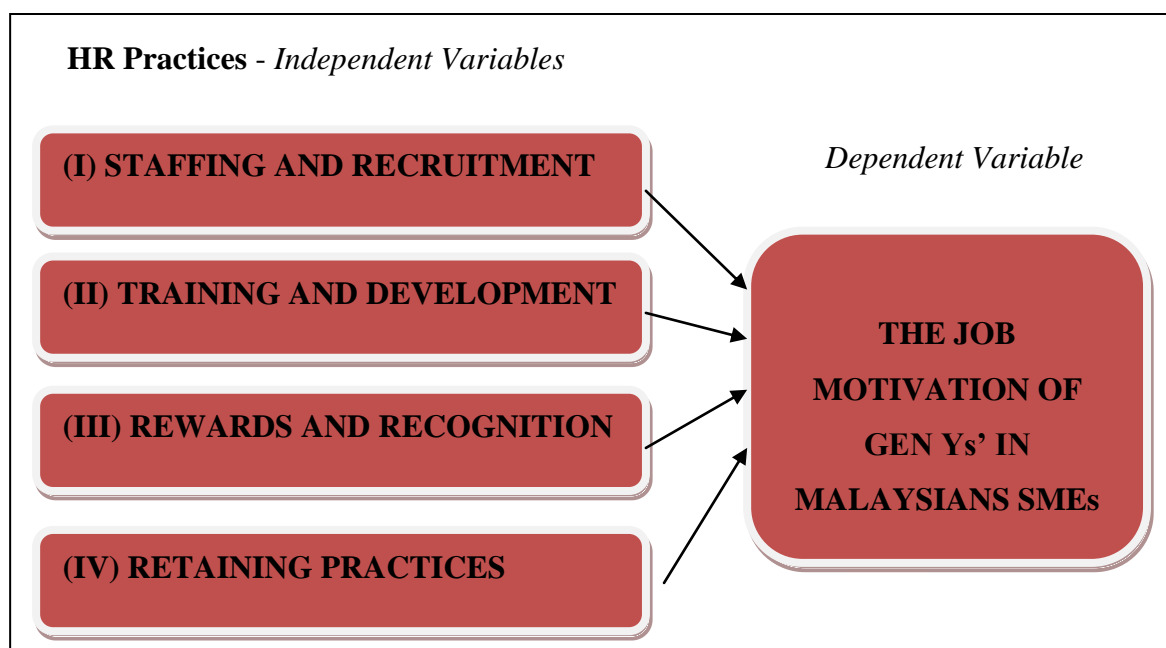 HR Practices - Independent Variables
(I) STAFFING AND RECRUITMENT
(II) TRAINING AND DEVELOPMENT
(III) REWARDS AND RECOGNITION
(IV) RETAINING PRACTICES
Dependent Variable
THE JOB
MOTIVATION OF
GEN Ys’ IN
MALAYSIANS SMEs